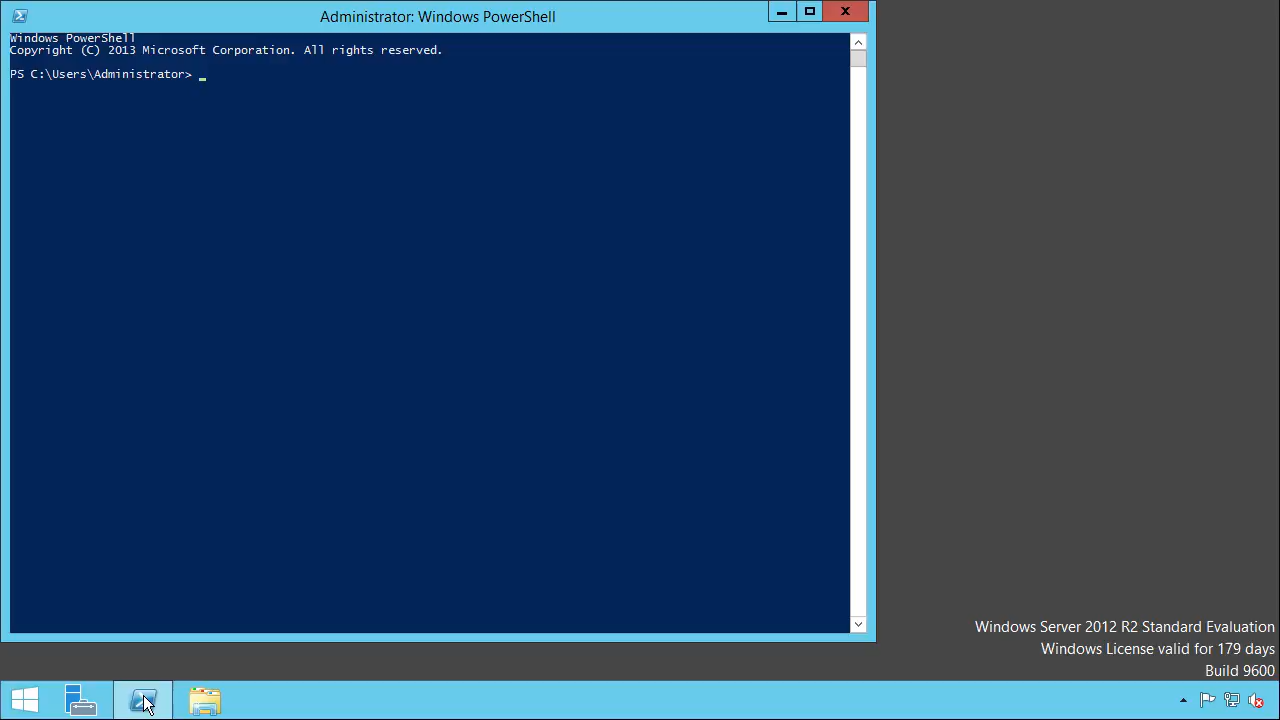 Administrator: Windows PowerShell
Windows PowerShell
Copyright (C) 2013 Microsoft Corporation. All rights reserved.
PS C:\Users\Administrator> _
Windows Server 2012 R2 Standard Evaluation
Windows License valid for 179 days
Build 9600